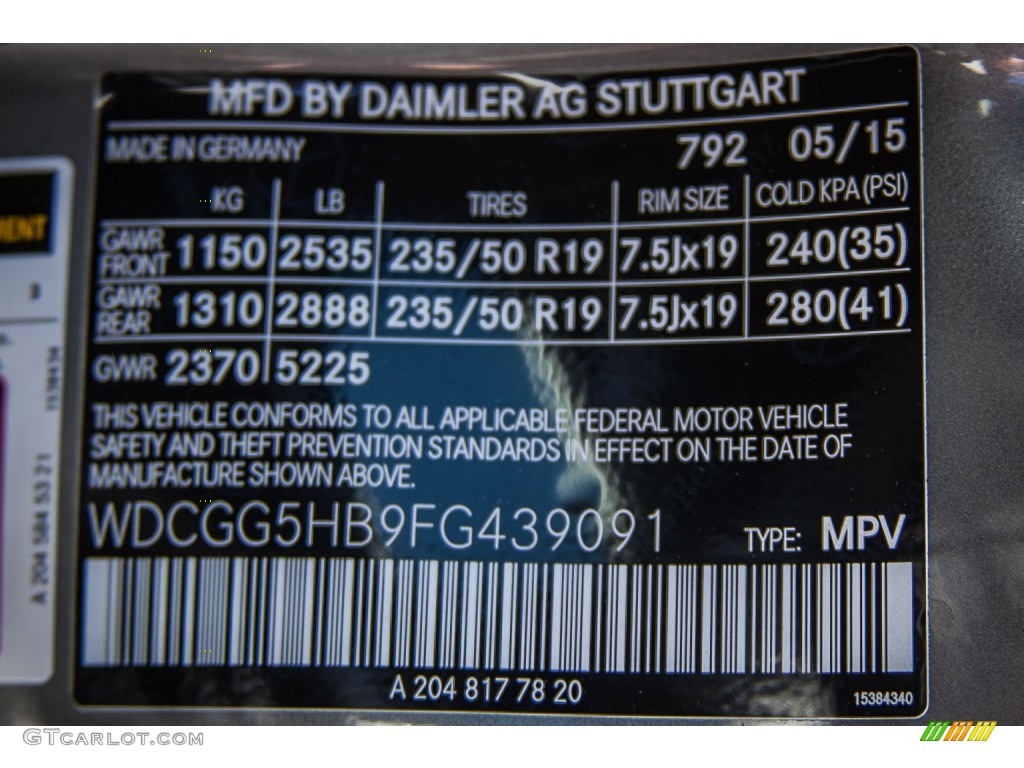 MFD BY DAIMLER AG STUTTGART
MADE IN GERMANY 792 05/15
KG LB TIRES RIM SIZE COLD KPA (PSI)
GAWR FRONT 1150 2535 235/50 R19 7.5Jx19 240(35)
GAWR REAR 1310 2888 235/50 R19 7.5Jx19 280(41)
GVWR 2370 5225
THIS VEHICLE CONFORMS TO ALL APPLICABLE FEDERAL MOTOR VEHICLE
SAFETY AND THEFT PREVENTION STANDARDS IN EFFECT ON THE DATE OF
MANUFACTURE SHOWN ABOVE.
WDCGG5HB9FG439091 TYPE: MPV
A 204 817 78 20
15384340
A 204 584 53 21
GTcarlot.com